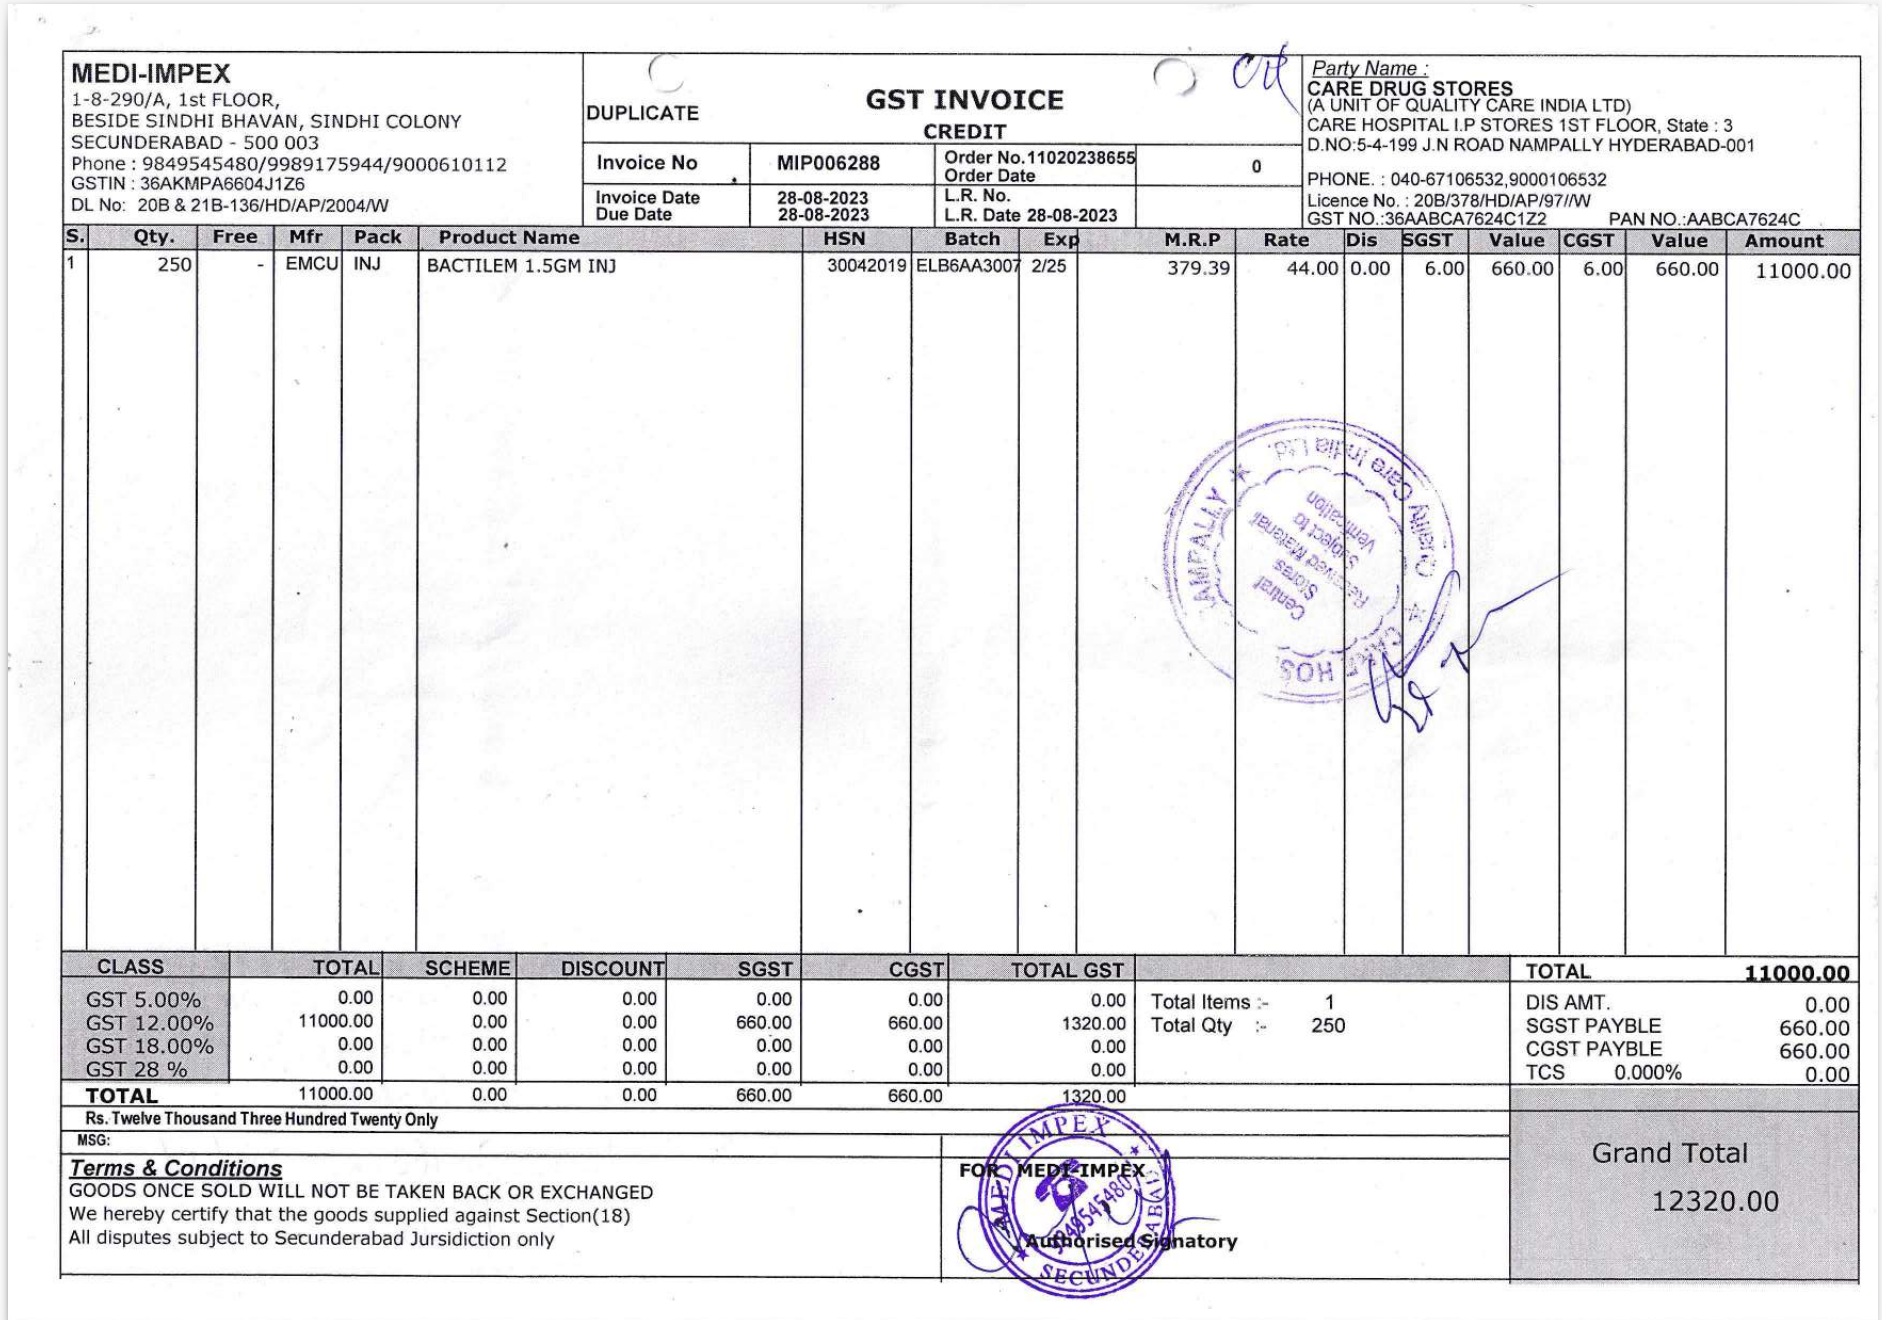 MEDI-IMPEX
1-8-290/A, 1st FLOOR,
BESIDE SINDHI BHAVAN, SINDHI COLONY
SECUNDERABAD - 500 003
Phone : 9849545480/9989175944/9000610112
GSTIN : 36AKMPA6604J1Z6
DL No: 20B & 21B-136/HD/AP/2004/W
DUPLICATE
GST INVOICE
CREDIT
Invoice No MIP006288 Order No.11020238655 0
Order Date
Invoice Date 28-08-2023 L.R. No.
Due Date 28-08-2023 L.R. Date 28-08-2023
Party Name :
CARE DRUG STORES
(A UNIT OF QUALITY CARE INDIA LTD)
CARE HOSPITAL I.P STORES 1ST FLOOR, State : 3
D.NO:5-4-199 J.N ROAD NAMPALLY HYDERABAD-001
PHONE. : 040-67106532,9000106532
Licence No. : 20B/378/HD/AP/97//W
GST NO.:36AABCA7624C1Z2 PAN NO.:AABCA7624C
S. Qty. Free Mfr Pack Product Name HSN Batch Exp M.R.P Rate Dis SGST Value CGST Value Amount
1 250 - EMCU INJ BACTILEM 1.5GM INJ 30042019 ELB6AA3007 2/25 379.39 44.00 0.00 6.00 660.00 6.00 660.00 11000.00
Quality Care India Ltd.
CARE HOS. AMPALLY
Central
Stores
Received Material
Subject to
Verification
CLASS TOTAL SCHEME DISCOUNT SGST CGST TOTAL GST
GST 5.00% 0.00 0.00 0.00 0.00 0.00 0.00
GST 12.00% 11000.00 0.00 0.00 660.00 660.00 1320.00
GST 18.00% 0.00 0.00 0.00 0.00 0.00 0.00
GST 28 % 0.00 0.00 0.00 0.00 0.00 0.00
TOTAL 11000.00 0.00 0.00 660.00 660.00 1320.00
Total Items :- 1
Total Qty :- 250
TOTAL 11000.00
DIS AMT. 0.00
SGST PAYBLE 660.00
CGST PAYBLE 660.00
TCS 0.000% 0.00
Rs. Twelve Thousand Three Hundred Twenty Only
MSG:
Grand Total
12320.00
Terms & Conditions
GOODS ONCE SOLD WILL NOT BE TAKEN BACK OR EXCHANGED
We hereby certify that the goods supplied against Section(18)
All disputes subject to Secunderabad Jursidiction only
FOR MEDI-IMPEX
Authorised Signatory
MEDI IMPEX
9849545480
SECUNDERABAD